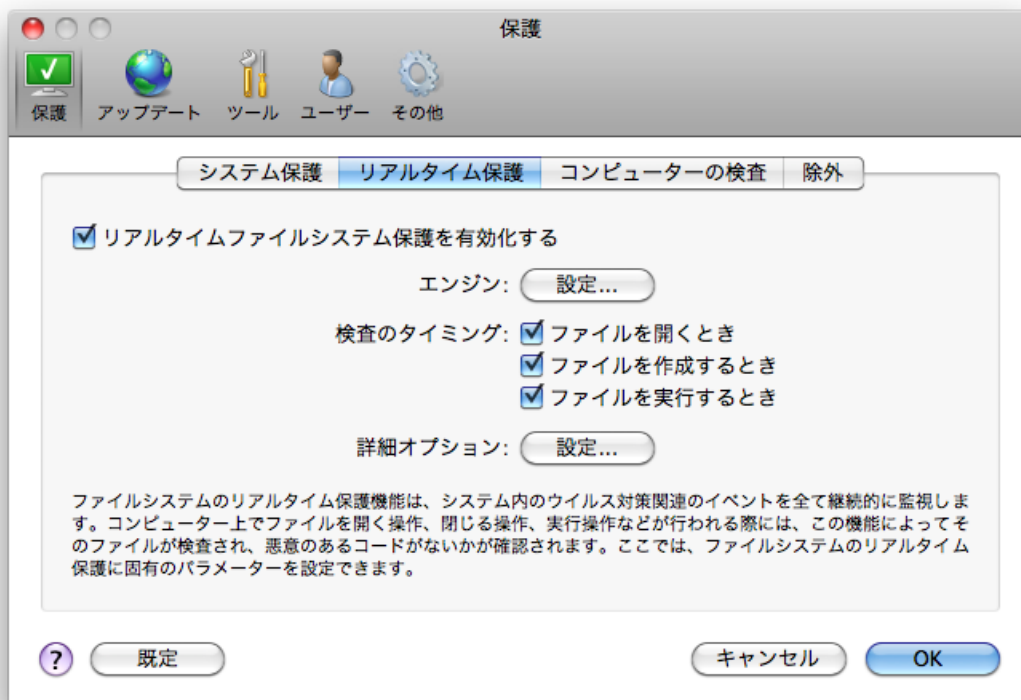 保護
保護 アップデート ツール ユーザー その他
システム保護 リアルタイム保護 コンピューターの検査 除外
リアルタイムファイルシステム保護を有効化する
エンジン: 設定...
検査のタイミング: ファイルを開くとき
ファイルを作成するとき
ファイルを実行するとき
詳細オプション: 設定...
ファイルシステムのリアルタイム保護機能は、システム内のウイルス対策関連のイベントを全て継続的に監視しま
す。コンピューター上でファイルを開く操作、閉じる操作、実行操作などが行われる際には、この機能によってそ
のファイルが検査され、悪意のあるコードがないかが確認されます。ここでは、ファイルシステムのリアルタイム
保護に固有のパラメーターを設定できます。
? 既定 キャンセル OK